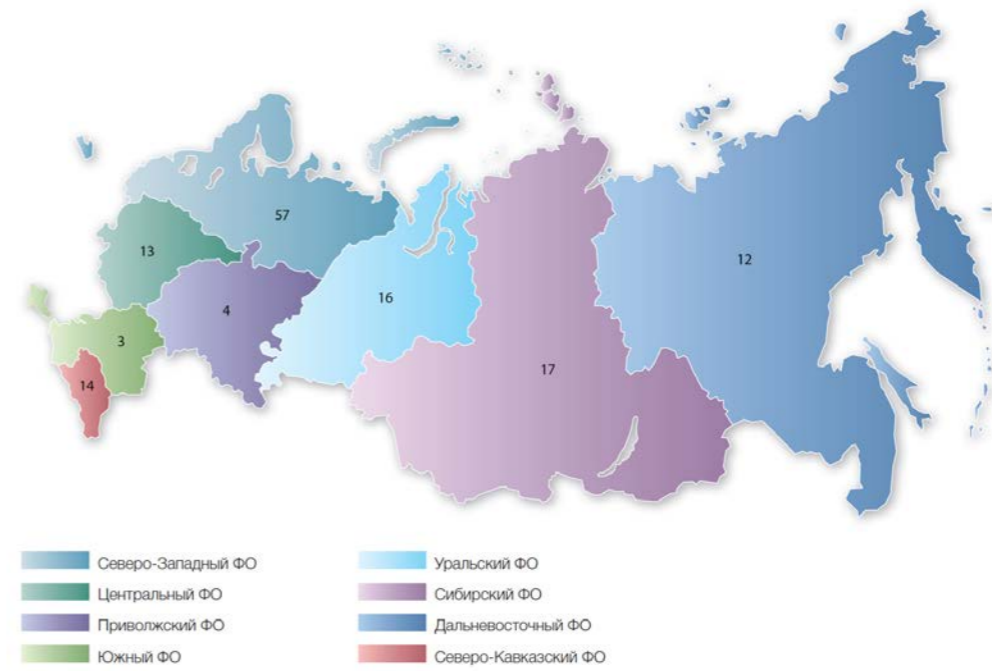 57
13
12
4
16
3
17
14
Северо-Западный ФО
Центральный ФО
Приволжский ФО
Южный ФО
Уральский ФО
Сибирский ФО
Дальневосточный ФО
Северо-Кавказский ФО